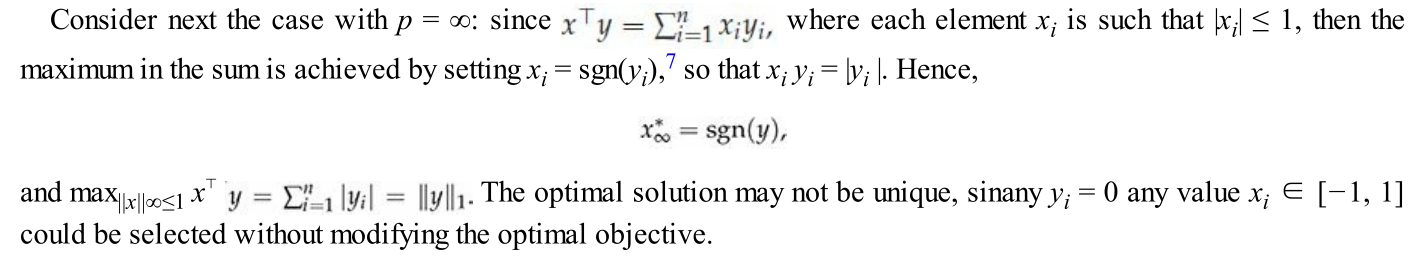 Consider next the case with p = ∞: since x⊤y = ∑ⁿᵢ₌₁ xᵢyᵢ, where each element xᵢ is such that |xᵢ| ≤ 1, then the
maximum in the sum is achieved by setting xᵢ = sgn(yᵢ),⁷ so that xᵢ yᵢ = |yᵢ |. Hence,
x*∞ = sgn(y),
and max||x||∞≤1 x⊤ y = ∑ⁿᵢ₌₁ |yᵢ| = ‖y‖₁. The optimal solution may not be unique, sinany yᵢ = 0 any value xᵢ ∈ [−1, 1]
could be selected without modifying the optimal objective.